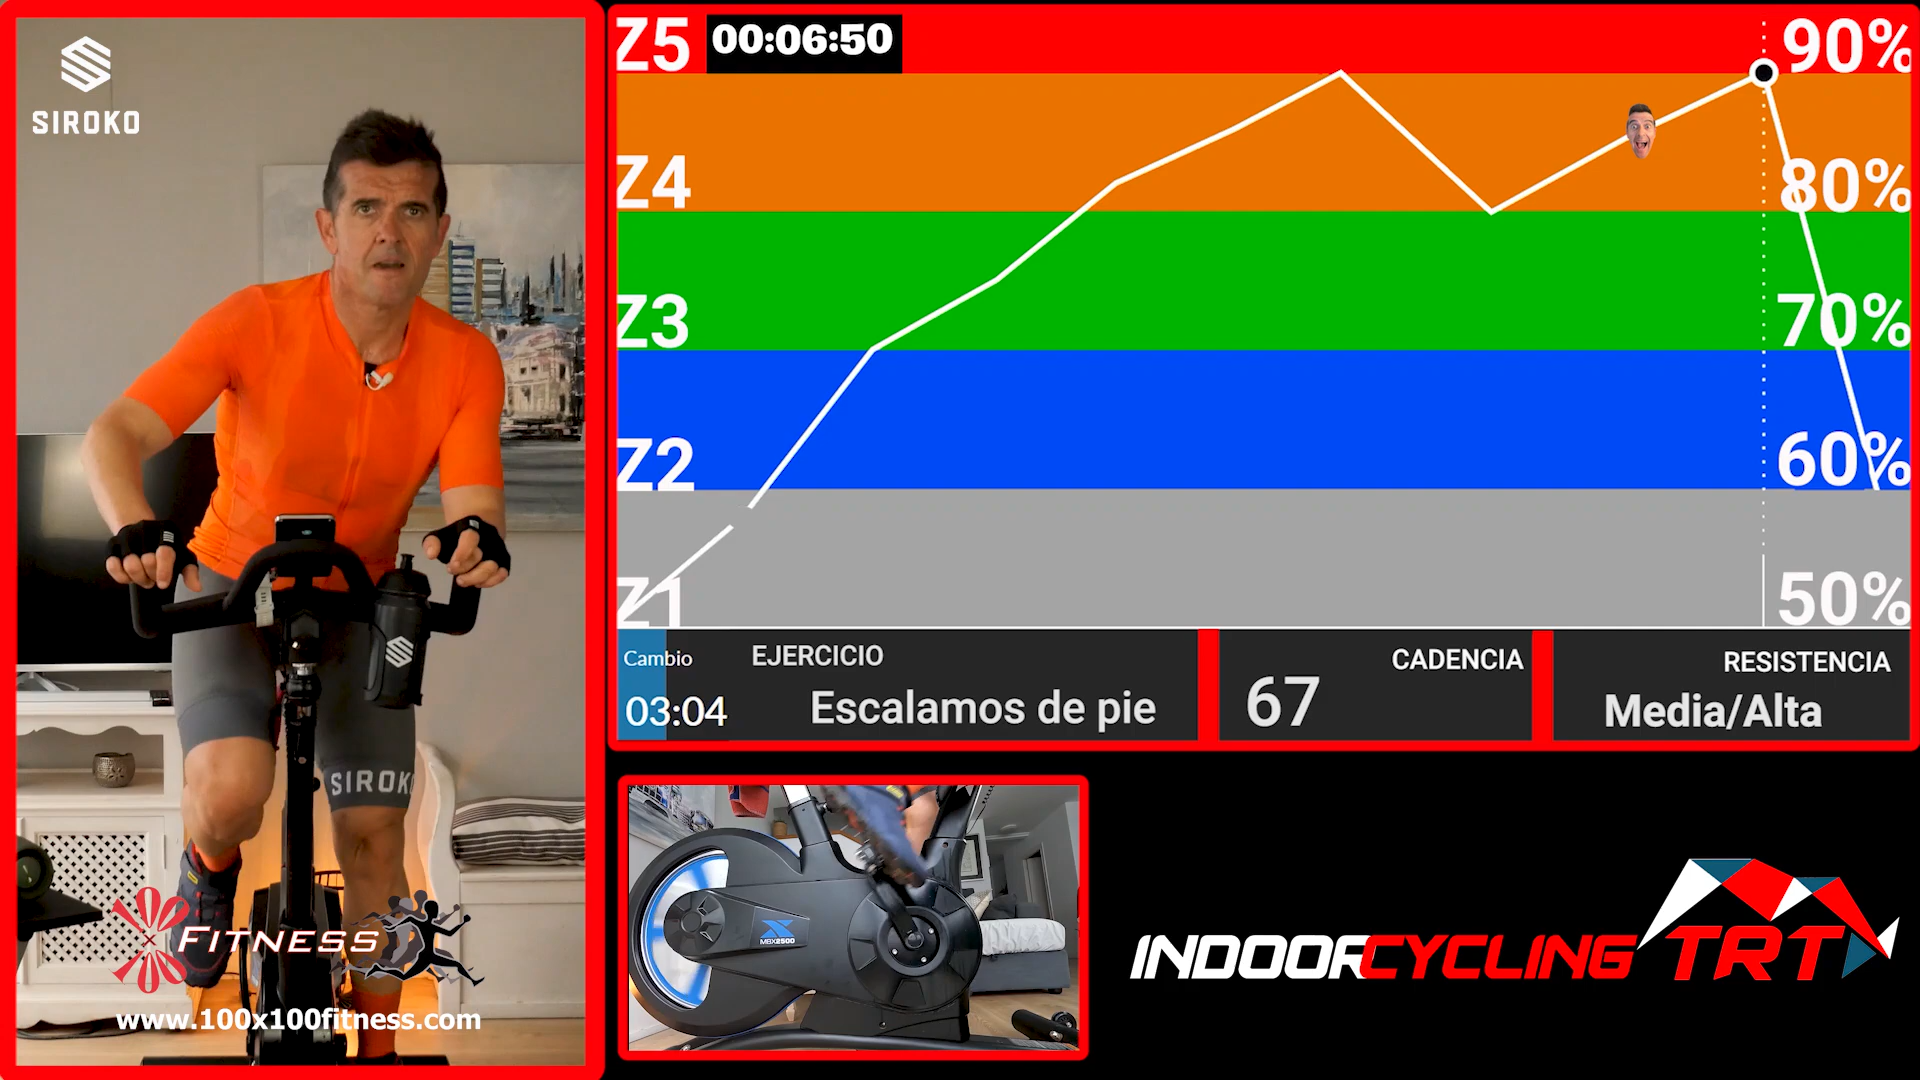 SIROKO
SIROKO
FITNESS
www.100x100fitness.com
Z5
00:06:50
90%
Z4
80%
Z3
70%
Z2
60%
Z1
50%
Cambio
03:04
EJERCICIO
Escalamos de pie
CADENCIA
67
RESISTENCIA
Media/Alta
MBX2500
INDOORCYCLING TRT